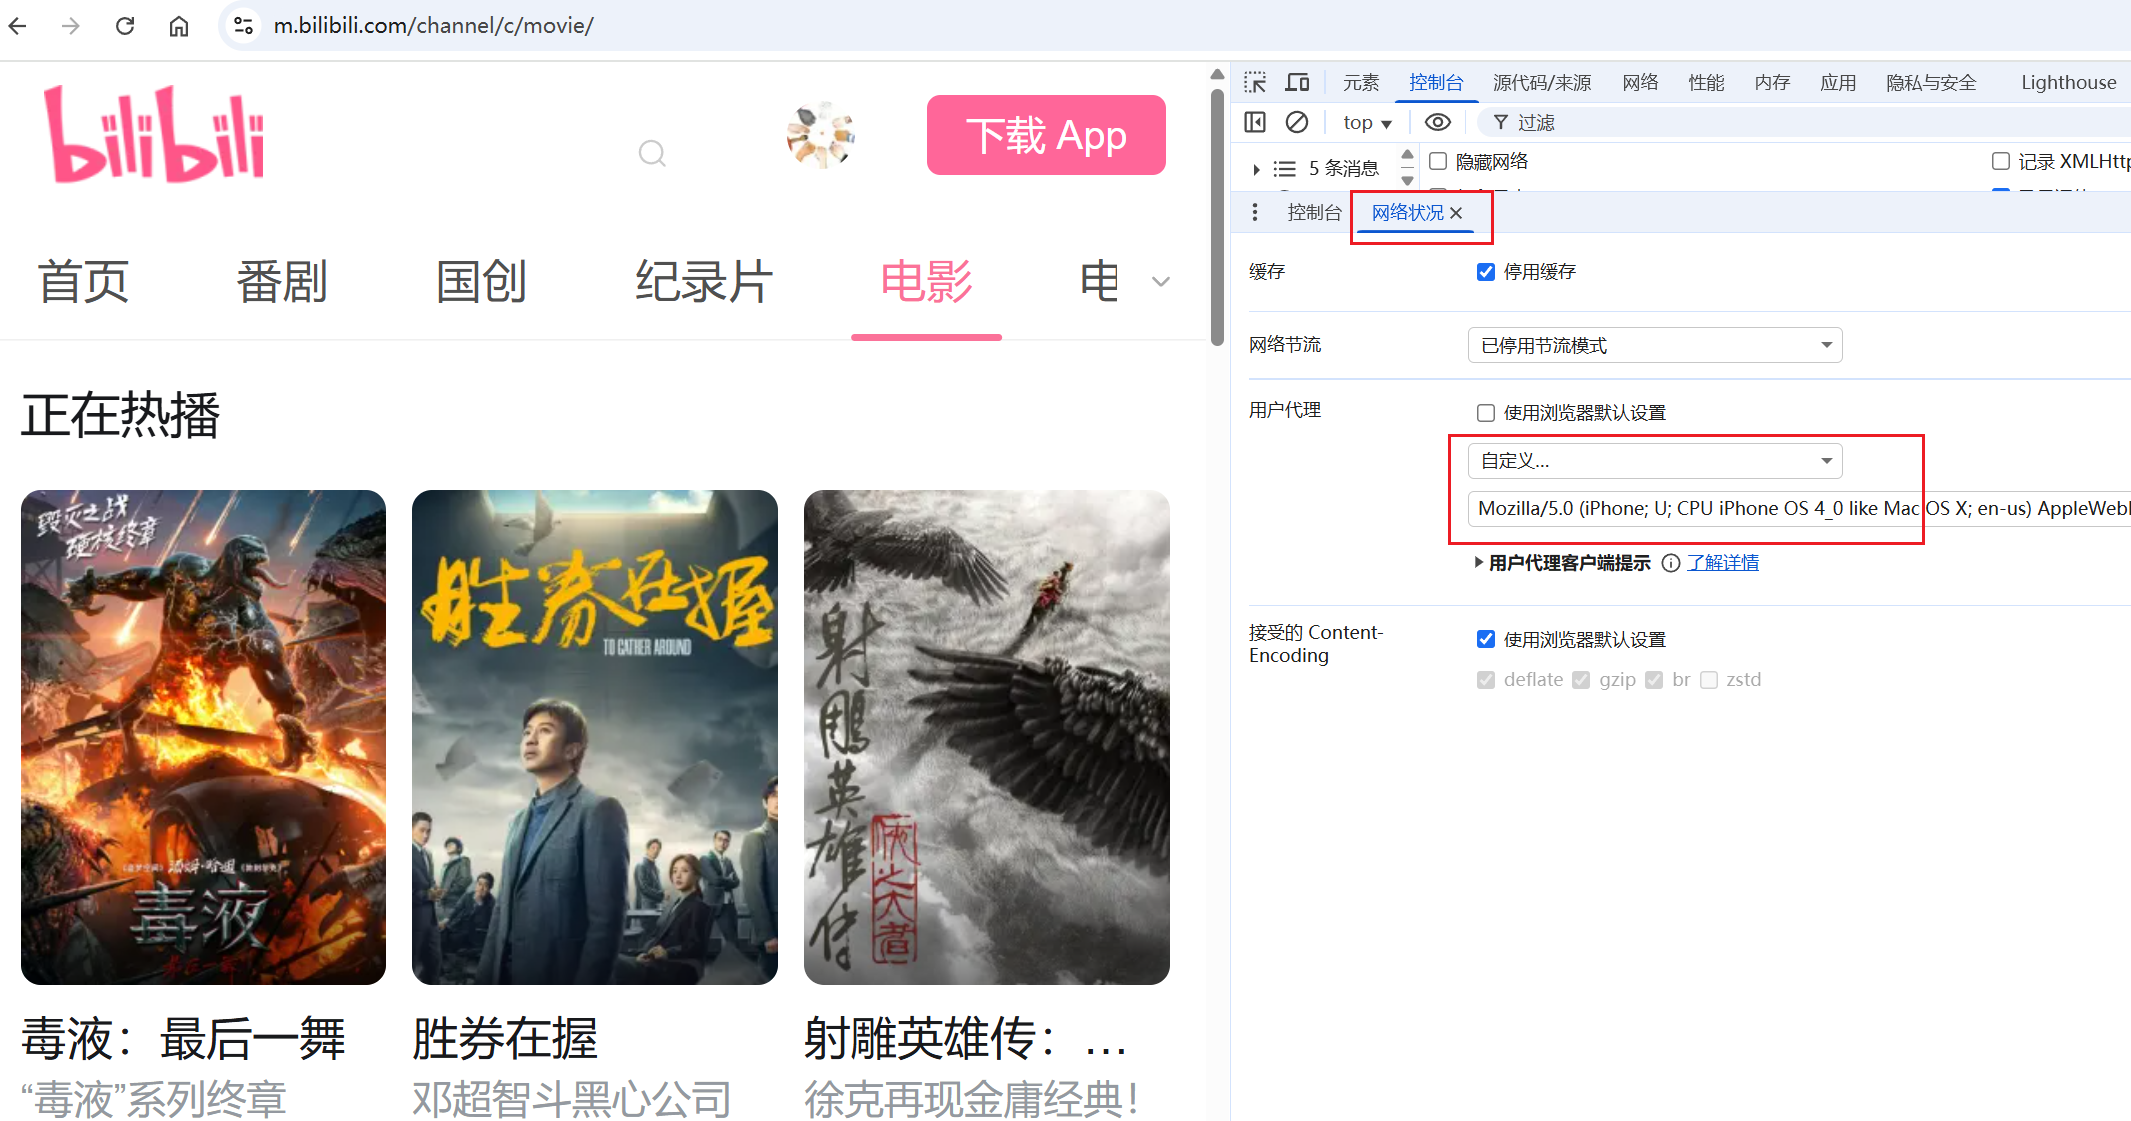 m.bilibili.com/channel/c/movie/
bilibili
下载 App
首页 番剧 国创 纪录片 电影 电
正在热播
毁灭之战
硬核终章
毒液
胜券在握
TO GATHER AROUND
射雕英雄传
侠之大者
毒液：最后一舞
“毒液”系列终章
胜券在握
邓超智斗黑心公司
射雕英雄传：…
徐克再现金庸经典！
元素 控制台 源代码/来源 网络 性能 内存 应用 隐私与安全 Lighthouse
top 过滤
5 条消息
隐藏网络
记录 XMLHttp
控制台 网络状况
缓存 停用缓存
网络节流 已停用节流模式
用户代理 使用浏览器默认设置
自定义...
Mozilla/5.0 (iPhone; U; CPU iPhone OS 4_0 like Mac OS X; en-us) AppleWebK
用户代理客户端提示 了解详情
接受的 Content-
Encoding
使用浏览器默认设置
deflate gzip br zstd